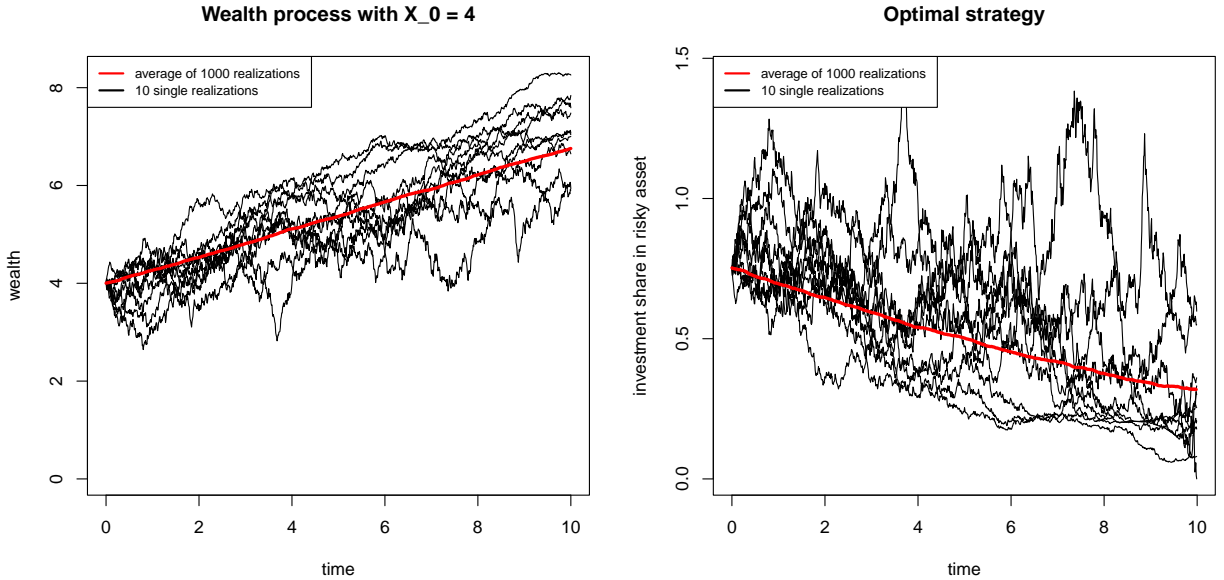 Wealth process with X_0 = 4
average of 1000 realizations
10 single realizations
wealth
0
2
4
6
8
0 2 4 6 8 10
time
Optimal strategy
average of 1000 realizations
10 single realizations
investment share in risky asset
0.0
0.5
1.0
1.5
0 2 4 6 8 10
time